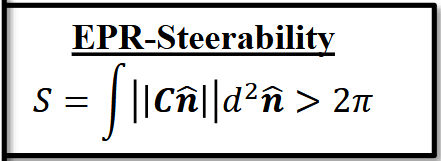 EPR-Steerability
S = ∫ ||Cn̂||d²n̂ > 2π